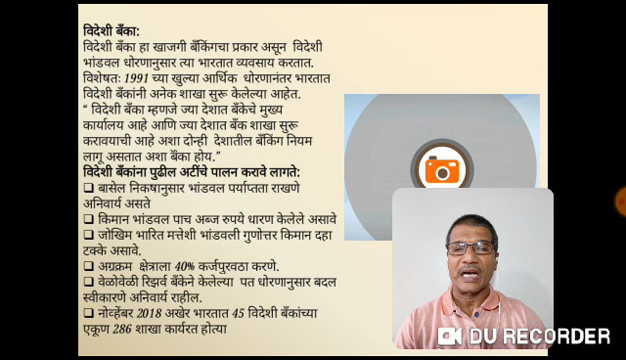 विदेशी बँका:
विदेशी बँका हा खाजगी बँकिंगचा प्रकार असून विदेशी
भांडवल धोरणानुसार त्या भारतात व्यवसाय करतात.
विशेषतः 1991 च्या खुल्या आर्थिक धोरणानंतर भारतात
विदेशी बँकांनी अनेक शाखा सुरू केलेल्या आहेत.
“ विदेशी बँका म्हणजे ज्या देशात बँकेचे मुख्य
कार्यालय आहे आणि ज्या देशात बँक शाखा सुरू
करावयाची आहे अशा दोन्ही देशातील बँकिंग नियम
लागू असतात अशा बँका होय.”
विदेशी बँकांना पुढील अटींचे पालन करावे लागते:
❑ बासेल निकषानुसार भांडवल पर्याप्तता राखणे
अनिवार्य असते
❑ किमान भांडवल पाच अब्ज रुपये धारण केलेले असावे
❑ जोखिम भारित मत्तेशी भांडवली गुणोत्तर किमान दहा
टक्के असावे.
❑ अग्रक्रम क्षेत्राला 40% कर्जपुरवठा करणे.
❑ वेळोवेळी रिझर्व बँकेने केलेल्या पत धोरणानुसार बदल
स्वीकारणे अनिवार्य राहील.
❑ नोव्हेंबर 2018 अखेर भारतात 45 विदेशी बँकांच्या
एकूण 286 शाखा कार्यरत होत्या
DU RECORDER